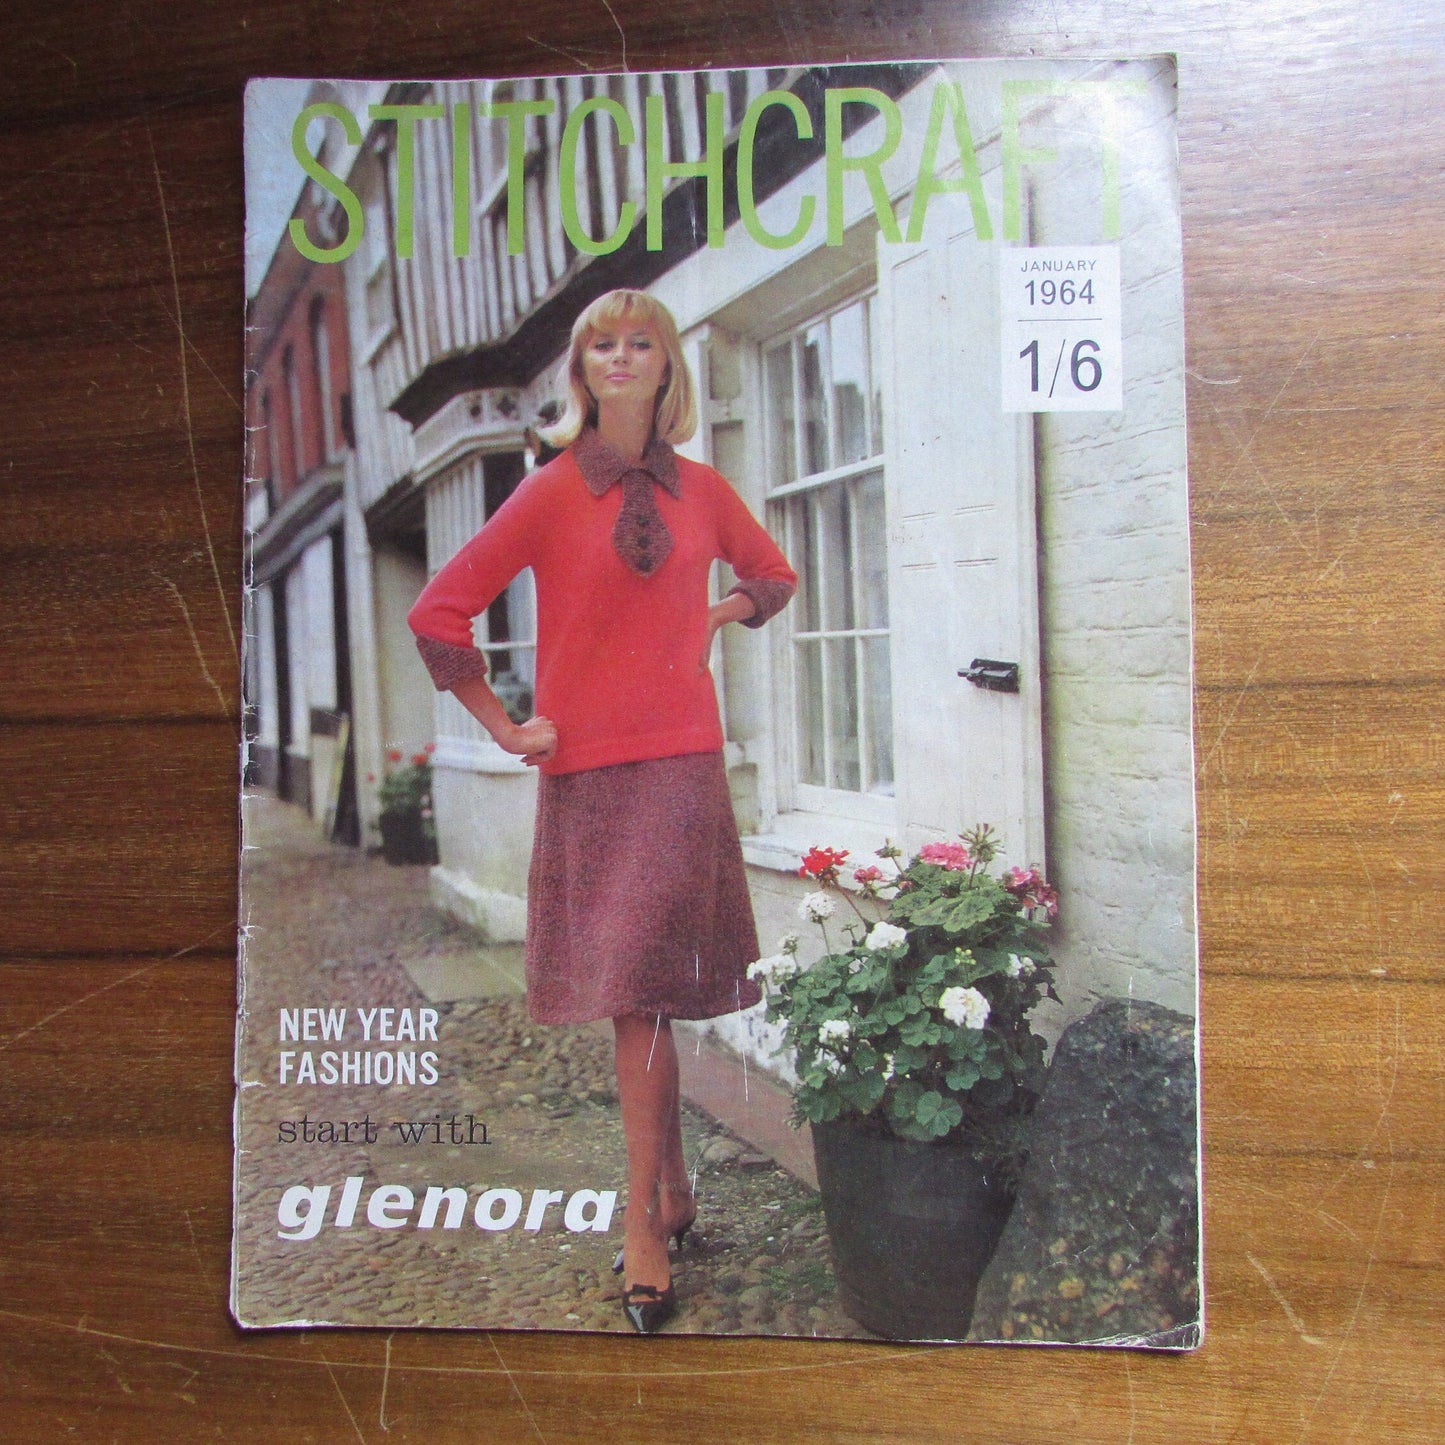 STITCHCRAFT
JANUARY
1964
1/6
NEW YEAR
FASHIONS
start with
glenora